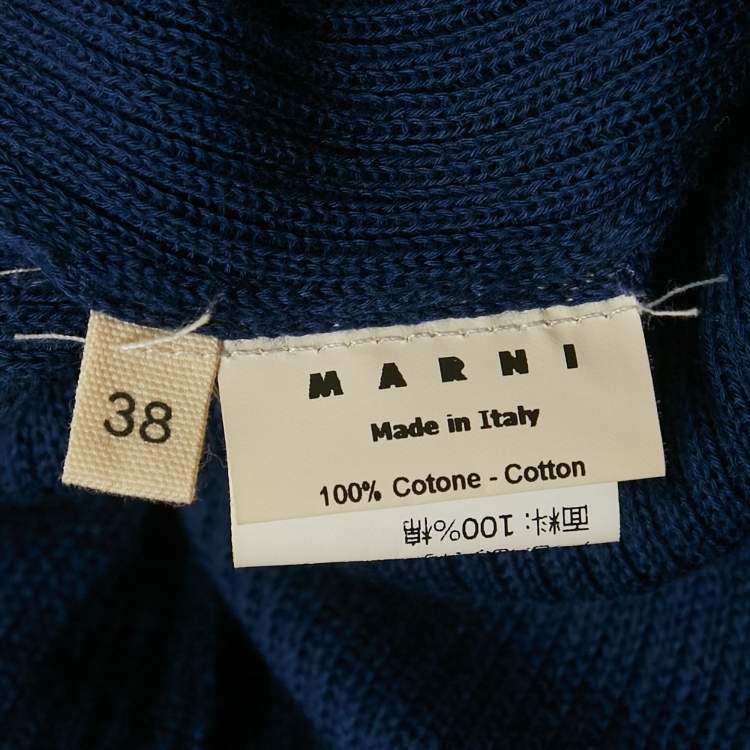 38
MARNI
Made in Italy
100% Cotone - Cotton
面料: 100%棉